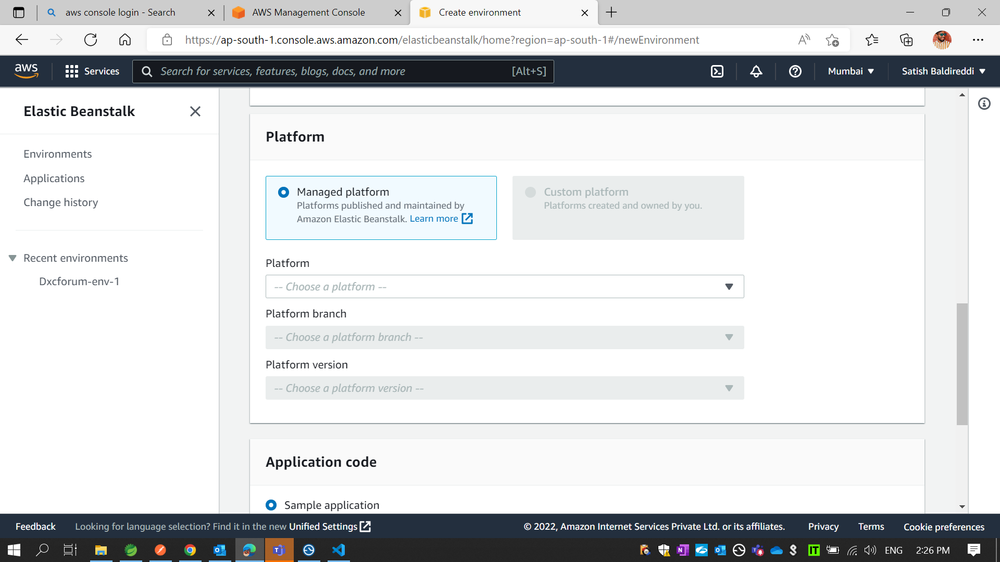 aws console login - Search
AWS Management Console
Create environment
https://ap-south-1.console.aws.amazon.com/elasticbeanstalk/home?region=ap-south-1#/newEnvironment
aws
Services
Search for services, features, blogs, docs, and more
[Alt+S]
Mumbai
Satish Baldireddi
Elastic Beanstalk
Environments
Applications
Change history
Recent environments
Dxcforum-env-1
Platform
Managed platform
Platforms published and maintained by
Amazon Elastic Beanstalk. Learn more
Custom platform
Platforms created and owned by you.
Platform
-- Choose a platform --
Platform branch
-- Choose a platform branch --
Platform version
-- Choose a platform version --
Application code
Sample application
Feedback
Looking for language selection? Find it in the new Unified Settings
© 2022, Amazon Internet Services Private Ltd. or its affiliates.
Privacy
Terms
Cookie preferences
ENG
2:26 PM